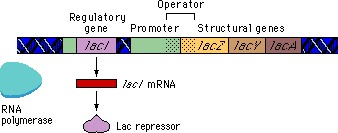 Operator
Regulatory
gene
Promoter
Structural genes
lacI
lacZ
lacY
lacA
lacI mRNA
RNA
polymerase
Lac repressor